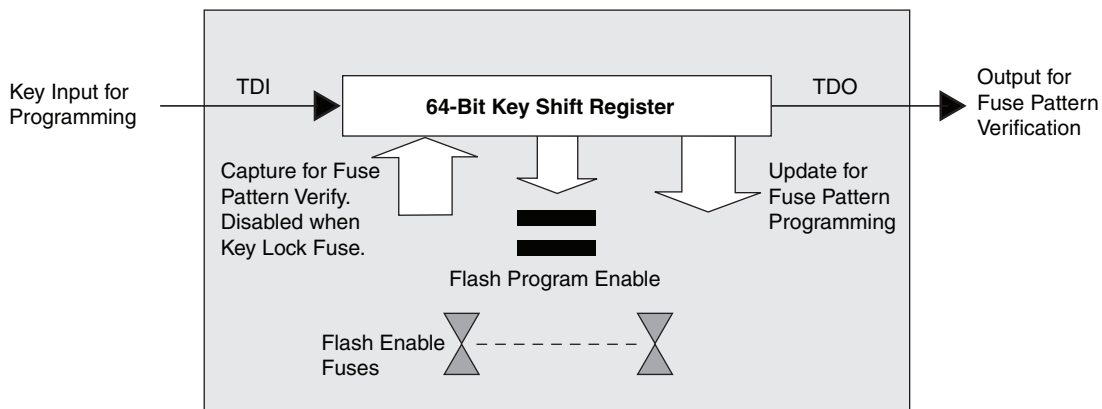 Key Input for
Programming
TDI
64-Bit Key Shift Register
TDO
Output for
Fuse Pattern
Verification
Capture for Fuse
Pattern Verify.
Disabled when
Key Lock Fuse.
Update for
Fuse Pattern
Programming
Flash Program Enable
Flash Enable
Fuses